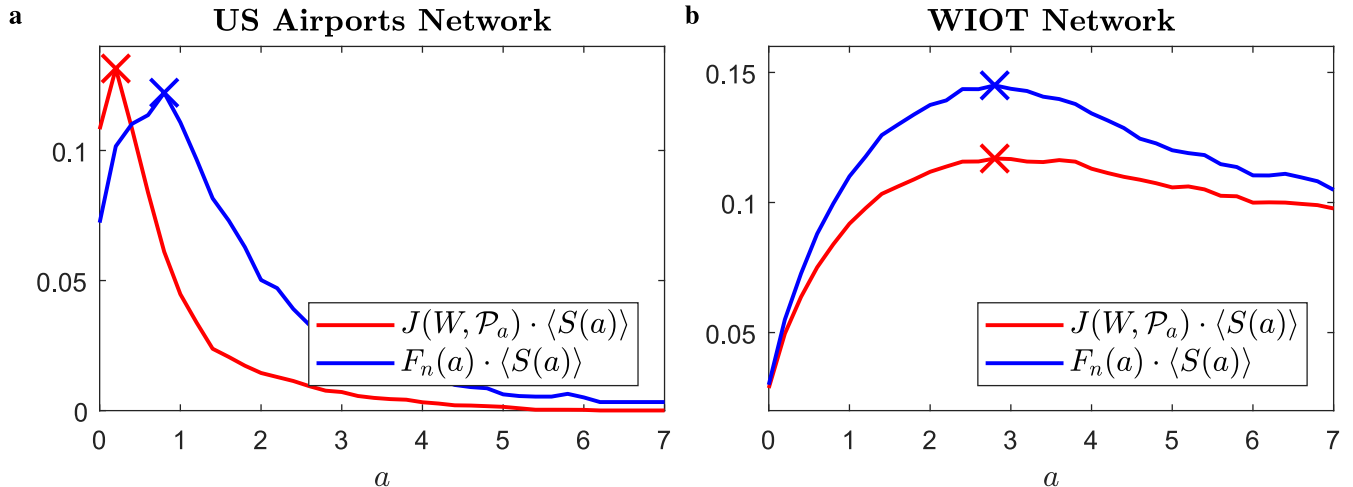 a
US Airports Network
0.1
0.05
0
J(W, 𝒫ₐ) · ⟨S(a)⟩
Fₙ(a) · ⟨S(a)⟩
0 1 2 3 4 5 6 7
a
b
WIOT Network
0.15
0.1
0.05
J(W, 𝒫ₐ) · ⟨S(a)⟩
Fₙ(a) · ⟨S(a)⟩
0 1 2 3 4 5 6 7
a